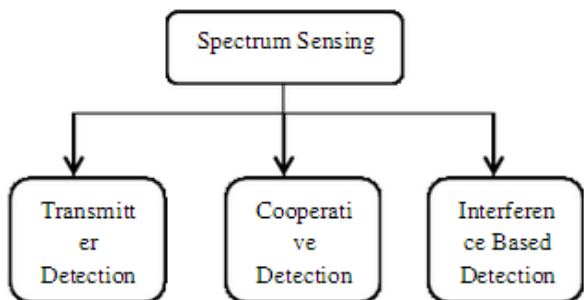 Spectrum Sensing
Transmitt
er
Detection
Cooperati
ve
Detection
Interferen
ce Based
Detection